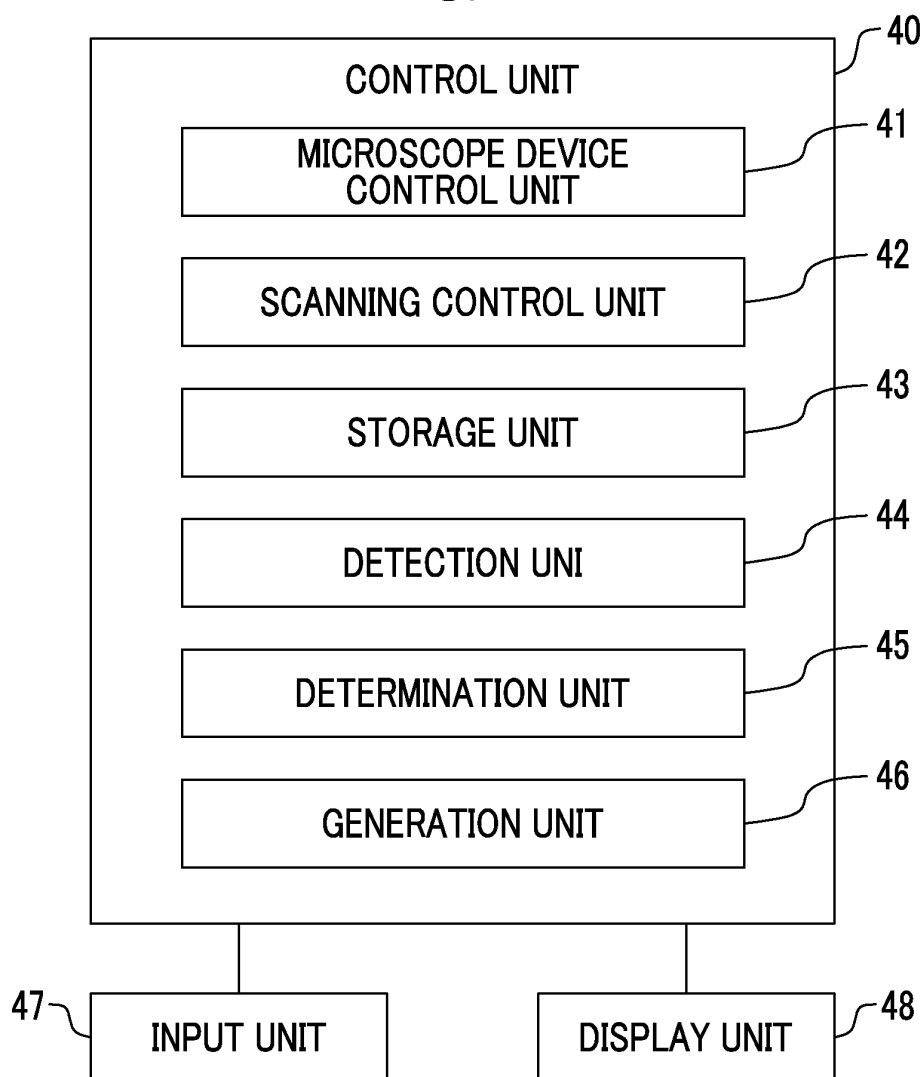 40
CONTROL UNIT
41
MICROSCOPE DEVICE
CONTROL UNIT
42
SCANNING CONTROL UNIT
43
STORAGE UNIT
44
DETECTION UNI
45
DETERMINATION UNIT
46
GENERATION UNIT
47
INPUT UNIT
48
DISPLAY UNIT